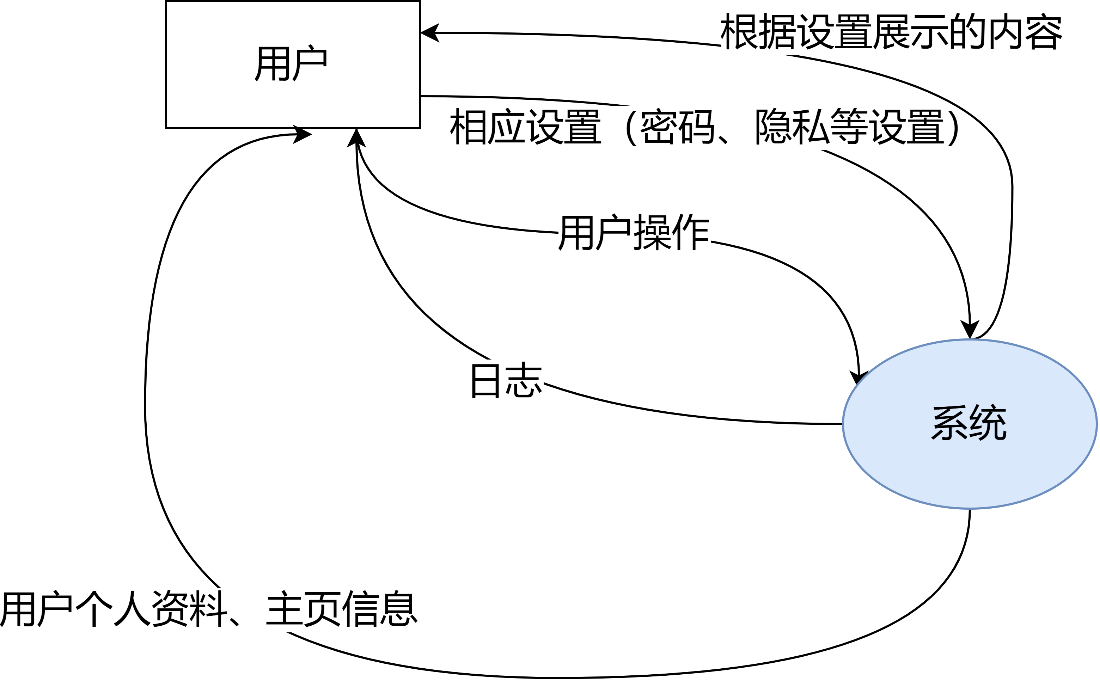 根据设置展示的内容
用户
相应设置（密码、隐私等设置）
用户操作
日志
系统
用户个人资料、主页信息